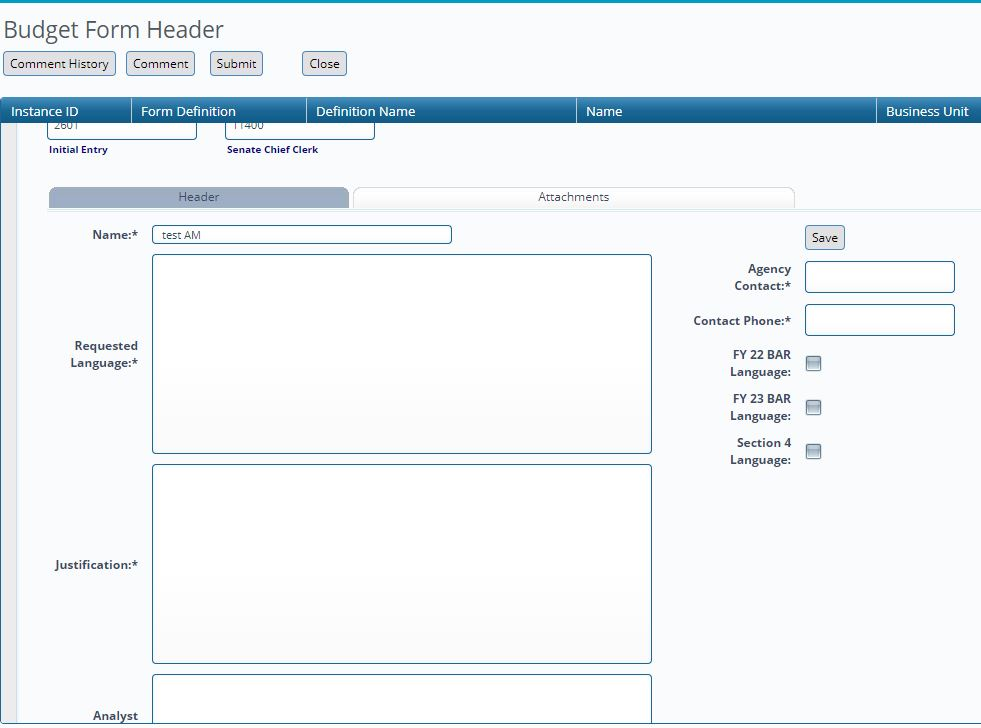 Budget Form Header
Comment History Comment Submit Close
Instance ID Form Definition Definition Name Name Business Unit
2601 11400
Initial Entry Senate Chief Clerk
Header Attachments
Name:* test AM Save
Agency
Contact:*
Contact Phone:*
Requested
Language:*
FY 22 BAR
Language:
FY 23 BAR
Language:
Section 4
Language:
Justification:*
Analyst